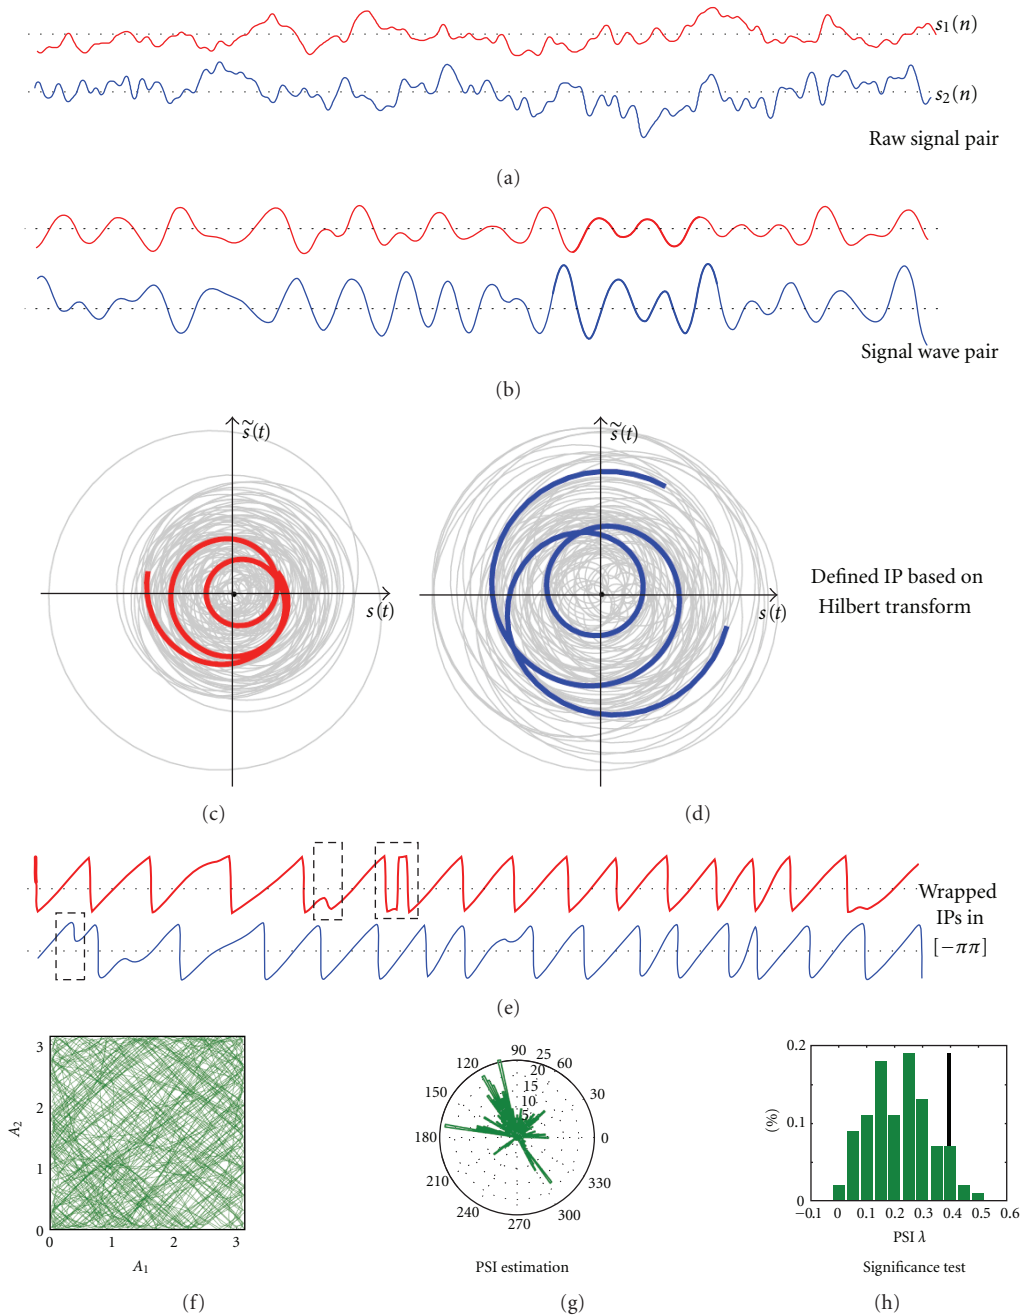 s₁(n)
s₂(n)
Raw signal pair
(a)
Signal wave pair
(b)
s̃(t)
s(t)
(c)
s̃(t)
s(t)
(d)
Defined IP based on
Hilbert transform
Wrapped
IPs in
[−ππ]
(e)
3
2
1
0
A₂
0
1
2
3
A₁
(f)
90
25
60
120
20
15
150
10
30
5
180
0
210
330
240
300
270
PSI estimation
(g)
0.2
0.1
0
(%)
−0.1
0
0.1
0.2
0.3
0.4
0.5
0.6
PSI λ
Significance test
(h)